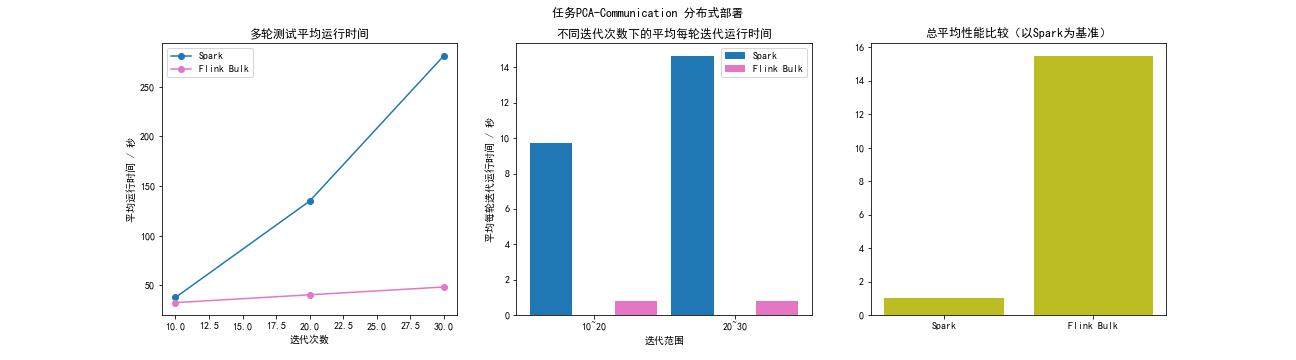 任务PCA-Communication 分布式部署
多轮测试平均运行时间
Spark
Flink Bulk
平均运行时间 / 秒
250
200
150
100
50
10.0 12.5 15.0 17.5 20.0 22.5 25.0 27.5 30.0
迭代次数
不同迭代次数下的平均每轮迭代运行时间
Spark
Flink Bulk
平均每轮迭代运行时间 / 秒
14
12
10
8
6
4
2
0
10~20 20~30
迭代范围
总平均性能比较（以Spark为基准）
16
14
12
10
8
6
4
2
0
Spark Flink Bulk